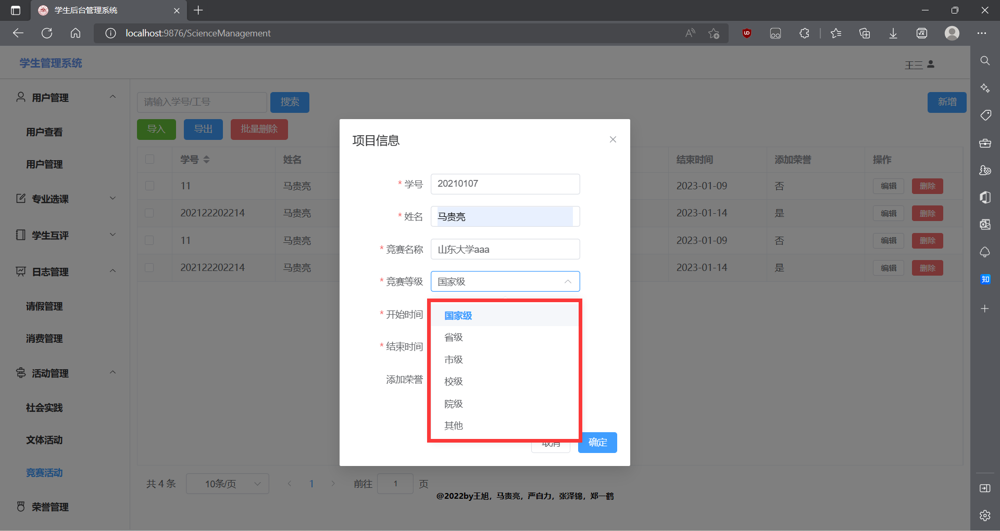 学生后台管理系统
localhost:9876/ScienceManagement
学生管理系统
王三
用户管理
用户查看
用户管理
专业选课
学生互评
日志管理
请假管理
消费管理
活动管理
社会实践
文体活动
竞赛活动
荣誉管理
请输入学号/工号 搜索 新增
导入 导出 批量删除
学号 姓名 结束时间 添加荣誉 操作
11 马贵亮 2023-01-09 否 编辑 删除
202122202214 马贵亮 2023-01-14 是 编辑 删除
11 马贵亮 2023-01-09 否 编辑 删除
202122202214 马贵亮 2023-01-14 是 编辑 删除
项目信息
* 学号 20210107
* 姓名 马贵亮
* 竞赛名称 山东大学aaa
* 竞赛等级 国家级
* 开始时间
* 结束时间
添加荣誉
国家级
省级
市级
校级
院级
其他
取消 确定
共 4 条 10条/页 1 前往 1 页
@2022by王旭，马贵亮，严自力，张泽锦，郑一鹤
知